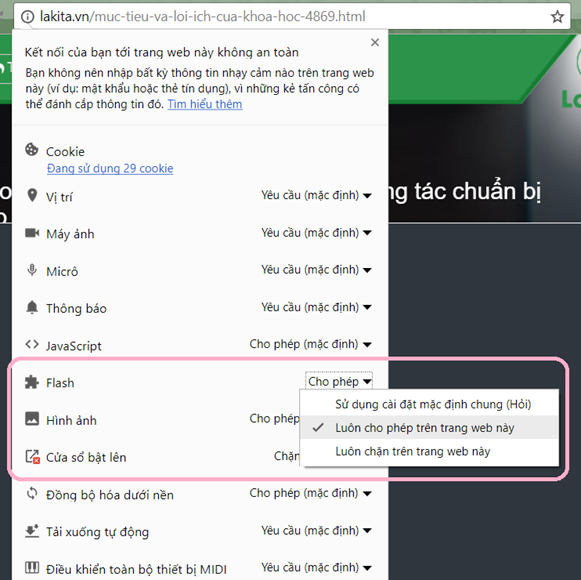 lakita.vn/muc-tieu-va-loi-ich-cua-khoa-hoc-4869.html
Kết nối của bạn tới trang web này không an toàn
Bạn không nên nhập bất kỳ thông tin nhạy cảm nào trên trang web
này (ví dụ: mật khẩu hoặc thẻ tín dụng), vì những kẻ tấn công có
thể đánh cắp thông tin đó. Tìm hiểu thêm
Cookie
Đang sử dụng 29 cookie
Vị trí Yêu cầu (mặc định)
ng tác chuẩn bị
Máy ảnh Yêu cầu (mặc định)
Micrô Yêu cầu (mặc định)
Thông báo Yêu cầu (mặc định)
JavaScript Cho phép (mặc định)
Flash Cho phép
Sử dụng cài đặt mặc định chung (Hỏi)
Hình ảnh Cho phép
Luôn cho phép trên trang web này
Cửa sổ bật lên Chặn
Luôn chặn trên trang web này
Đồng bộ hóa dưới nền Cho phép (mặc định)
Tải xuống tự động Yêu cầu (mặc định)
Điều khiển toàn bộ thiết bị MIDI Yêu cầu (mặc định)